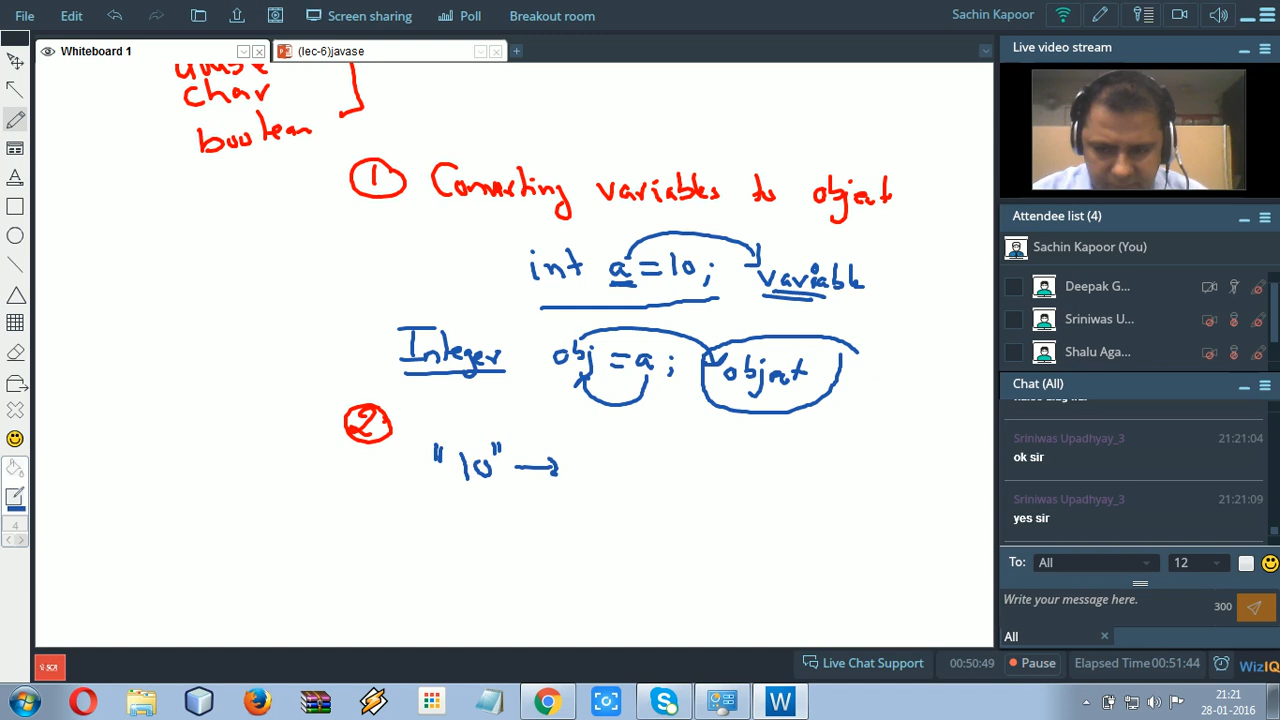 File Edit Screen sharing Poll Breakout room Sachin Kapoor
Whiteboard 1 (lec-6)javase
Live video stream
char
boolean
1 Converting variables to object
int a=10; variable
Integer obj =a; object
2
"10" →
4
Attendee list (4)
Sachin Kapoor (You)
Deepak G...
Sriniwas U...
Shalu Aga...
Chat (All)
Sriniwas Upadhyay_3 21:21:04
ok sir
Sriniwas Upadhyay_3 21:21:09
yes sir
To: All 12
Write your message here. 300
All
Live Chat Support 00:50:49 Pause Elapsed Time 00:51:44 WizIQ
21:21
28-01-2016